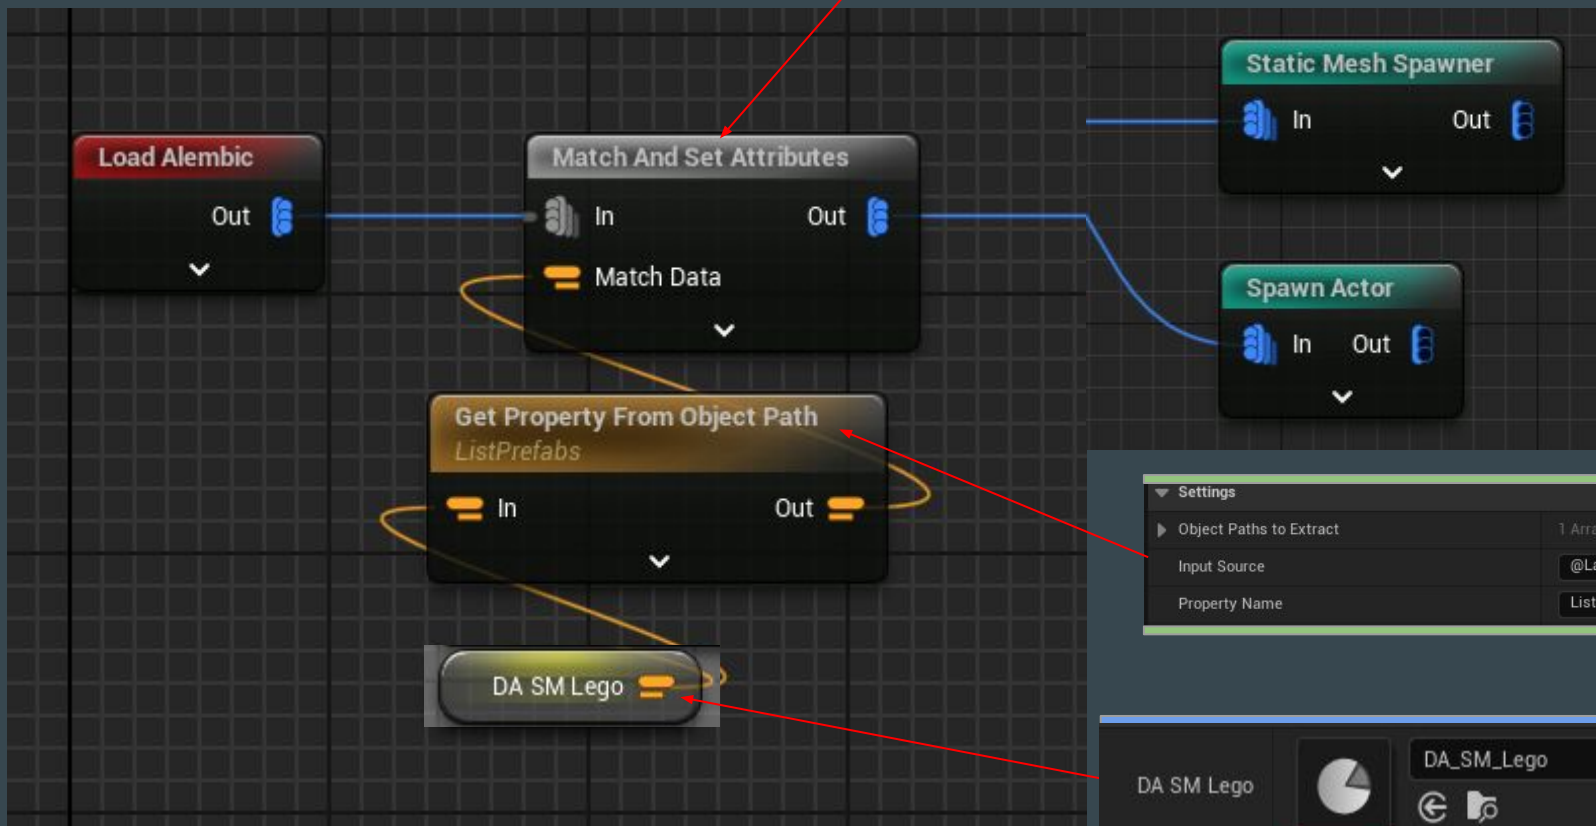 Load Alembic
Out
Match And Set Attributes
In
Out
Match Data
Get Property From Object Path
ListPrefabs
In
Out
DA SM Lego
Static Mesh Spawner
In
Out
Spawn Actor
In
Out
Settings
Object Paths to Extract
1 Arra
Input Source
@La
Property Name
List
DA SM Lego
DA_SM_Lego